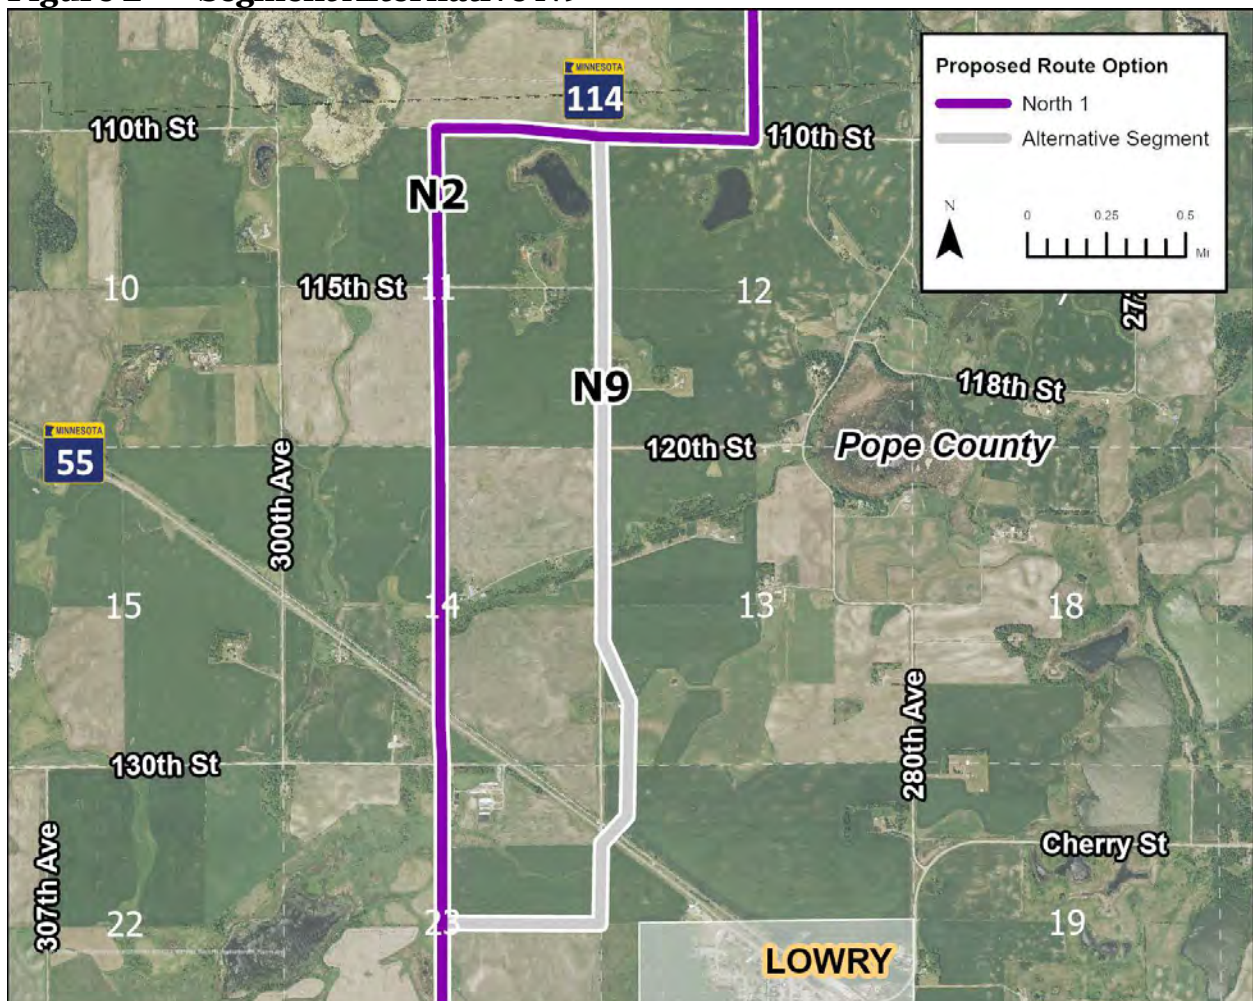 MINNESOTA
114
110th St
110th St
N2
10
115th St
11
12
N9
118th St
120th St
Pope County
MINNESOTA
55
300th Ave
15
14
13
18
280th Ave
130th St
307th Ave
Cherry St
22
23
19
LOWRY
Proposed Route Option
North 1
Alternative Segment
N
0
0.25
0.5
Mi